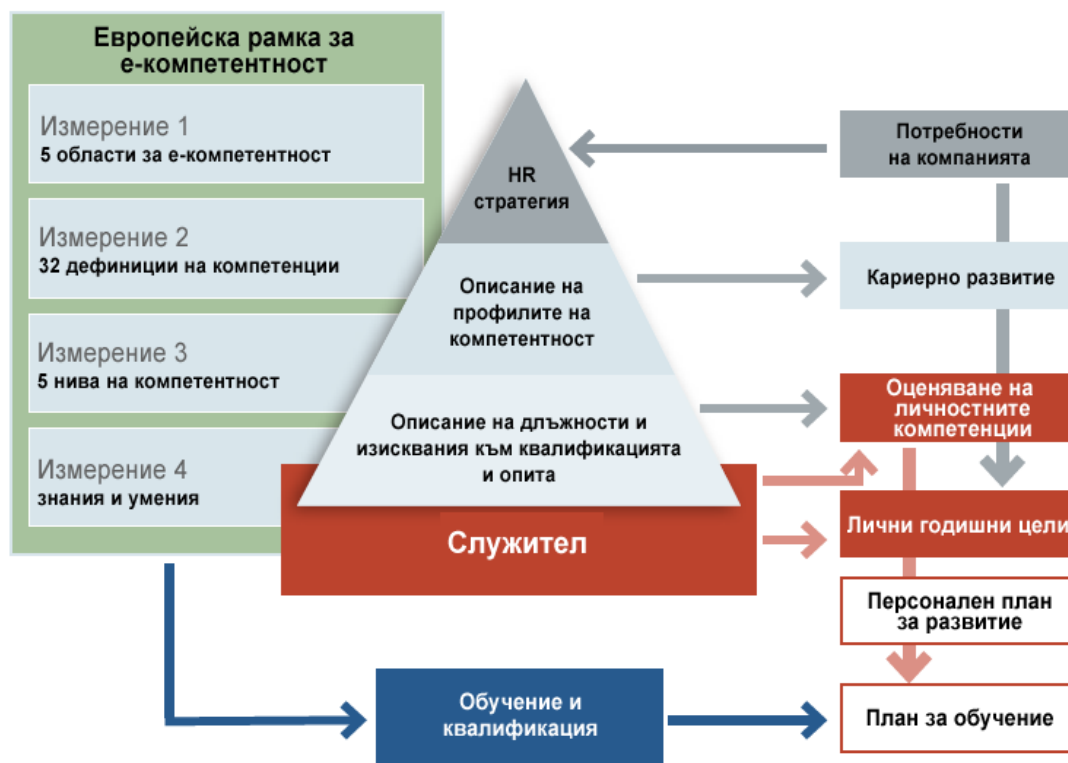 Европейска рамка за
е-компетентност
Измерение 1
5 области за е-компетентност
Измерение 2
32 дефиниции на компетенции
Измерение 3
5 нива на компетентност
Измерение 4
знания и умения
HR
стратегия
Описание на
профилите на
компетентност
Описание на длъжности и
изисквания към квалификацията
и опита
Служител
Обучение и
квалификация
Потребности
на компанията
Кариерно развитие
Оценяване на
личностните
компетенции
Лични годишни цели
Персонален план
за развитие
План за обучение